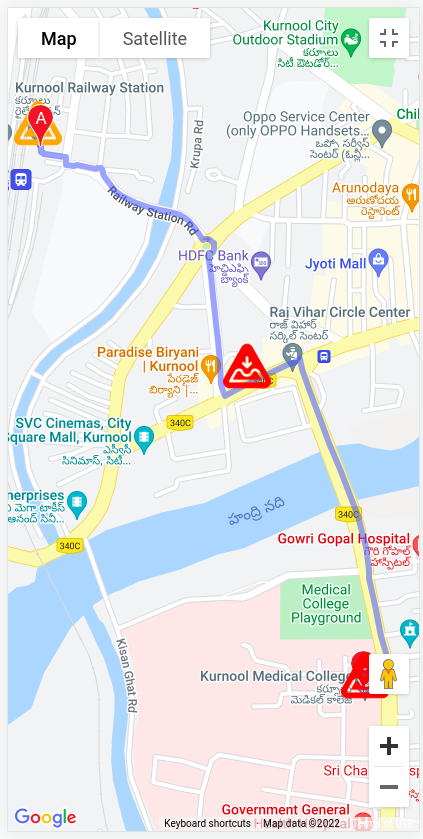 Map
Satellite
Kurnool City
Outdoor Stadium
కర్నూలు
సిటీ ఔటడోర్...
Kurnool Railway Station
కర్నూలు
A
Krupa Rd
Oppo Service Center
(only OPPO Handsets...
ఒప్పో సర్వీస్
సెంటర్ (ఓన్లీ...
Chil
Arunodaya
అరుణోదయ
రెస్టారెంట్
Railway Station Rd
HDFC Bank
హెచ్డిఎఫ్సి
బ్యాంక్
Jyoti Mall
Raj Vihar Circle Center
రాజ్ విహార్
సర్కిల్ సెంటర్
Paradise Biryani
| Kurnool
పేరడైజ్
బిర్యాని | ...
340C
SVC Cinemas, City
Square Mall, Kurnool
ఎస్వీసీ
సినిమాస్, సిటీ...
340C
nerprises
మెగా టాకీస్
ఆనంద్ సినీ...
హంద్రి నది
340C
340C
Gowri Gopal Hospital
గౌరి గోపాల్
హాస్పిటల్
Medical
College
Playground
Kisan Ghat Rd
Kurnool Medical College
మెడికల్ కాలేజ్
Sri Cha
Hosp
Government General
Google
Keyboard shortcuts
Map data ©2022